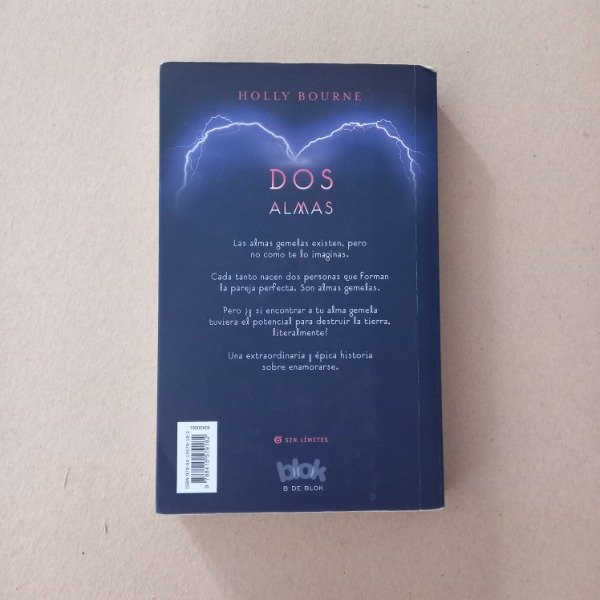 HOLLY BOURNE
DOS
ALMAS
Las almas gemelas existen, pero
no como te lo imaginas.
Cada tanto nacen dos personas que forman
la pareja perfecta. Son almas gemelas.
Pero ¿y si encontrar a tu alma gemela
tuviera el potencial para destruir la tierra,
literalmente?
Una extraordinaria y épica historia
sobre enamorarse.
SIN LÍMITES
blok
B DE BLOK